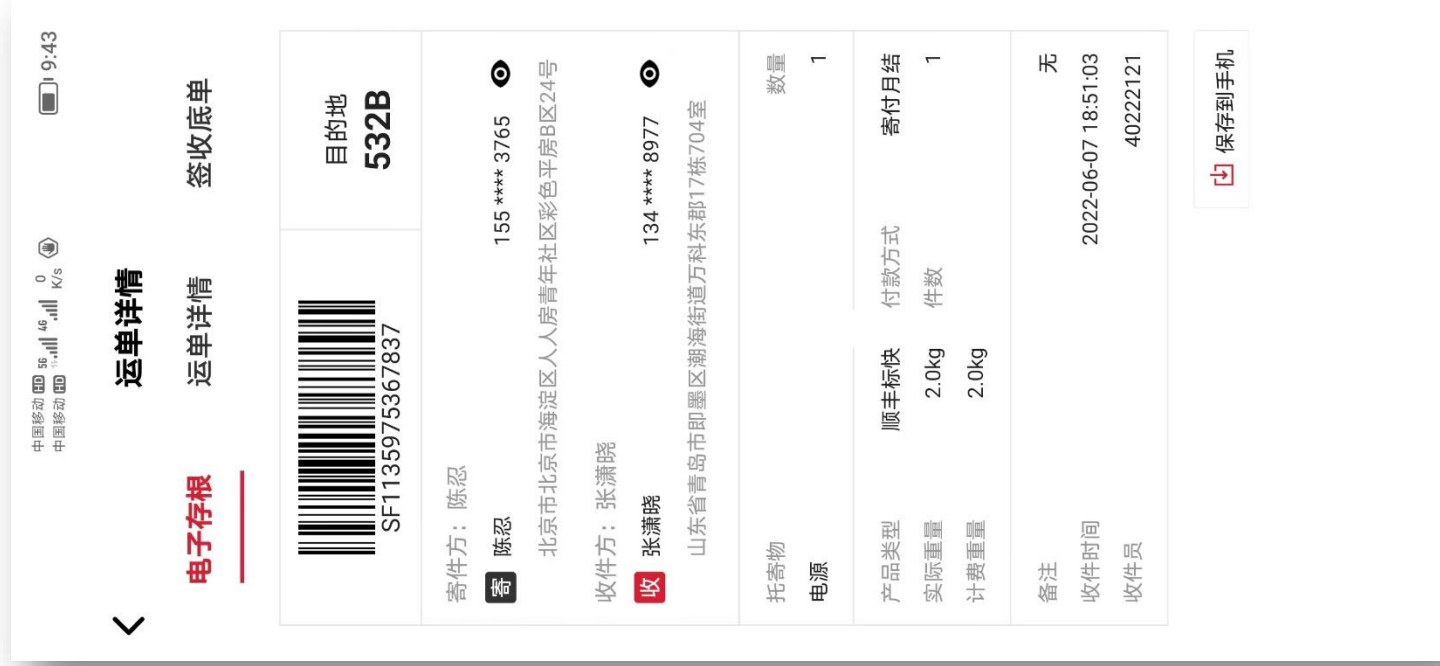 中国移动 HD 5G 4G 0 K/s 9:43
中国移动 HD
运单详情
电子存根 运单详情 签收底单
SF1135975367837
目的地
532B
寄件方：陈忍
寄 陈忍 155 **** 3765
北京市北京市海淀区人人房青年社区彩色平房B区24号
收件方：张潇晓
收 张潇晓 134 **** 8977
山东省青岛市即墨区潮海街道万科东郡17栋704室
托寄物 数量
电源 1
产品类型 顺丰标快 付款方式 寄付月结
实际重量 2.0kg 件数 1
计费重量 2.0kg
备注 无
收件时间 2022-06-07 18:51:03
收件员 40222121
保存到手机